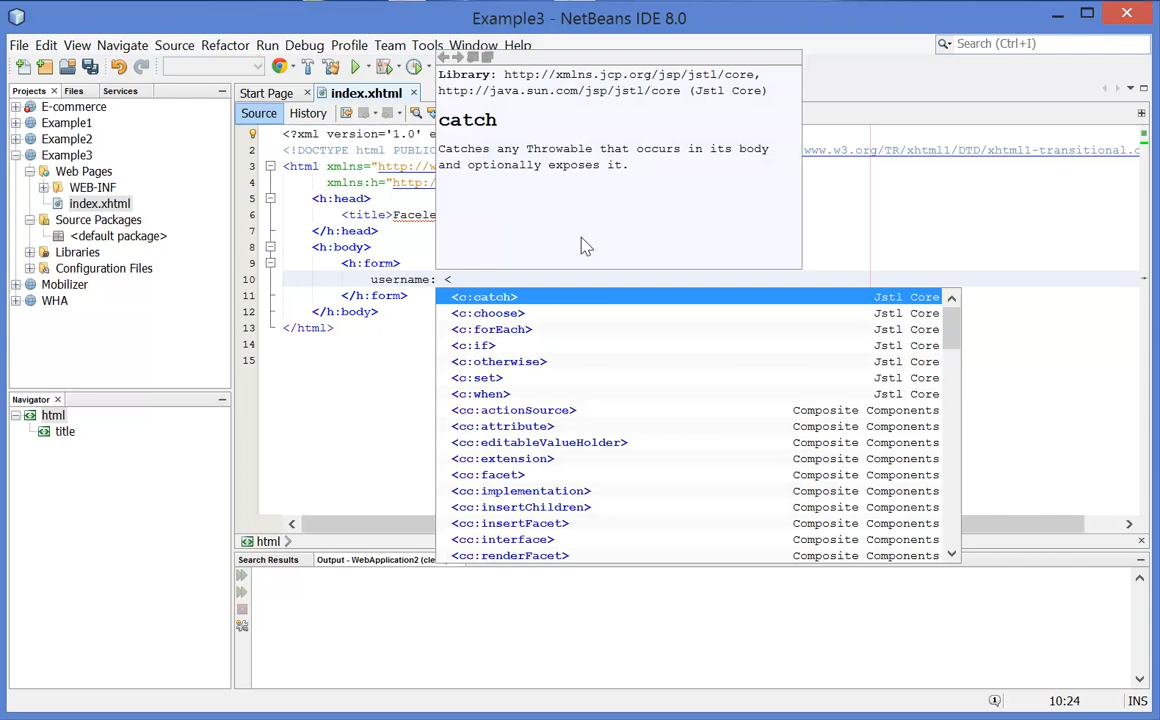 Example3 - NetBeans IDE 8.0
File Edit View Navigate Source Refactor Run Debug Profile Team Tools Window Help
Search (Ctrl+I)
Projects Files Services
Start Page index.xhtml
Source History
E-commerce
Example1
Example2
Example3
Web Pages
WEB-INF
index.xhtml
Source Packages
<default package>
Libraries
Configuration Files
Mobilizer
WHA
Navigator
html
title
<?xml version='1.0' e
2 <!DOCTYPE html PUBLIC www.w3.org/TR/xhtml1/DTD/xhtml1-transitional.
3 <html xmlns="http://w
4 xmlns:h="http:/
5 <h:head>
6 <title>Facele
7 </h:head>
8 <h:body>
9 <h:form>
10 username: <
11 </h:form>
12 </h:body>
13 </html>
14
15
Library: http://xmlns.jcp.org/jsp/jstl/core,
http://java.sun.com/jsp/jstl/core (Jstl Core)
catch
Catches any Throwable that occurs in its body
and optionally exposes it.
<c:catch> Jstl Core
<c:choose> Jstl Core
<c:forEach> Jstl Core
<c:if> Jstl Core
<c:otherwise> Jstl Core
<c:set> Jstl Core
<c:when> Jstl Core
<cc:actionSource> Composite Components
<cc:attribute> Composite Components
<cc:editableValueHolder> Composite Components
<cc:extension> Composite Components
<cc:facet> Composite Components
<cc:implementation> Composite Components
<cc:insertChildren> Composite Components
<cc:insertFacet> Composite Components
<cc:interface> Composite Components
<cc:renderFacet> Composite Components
html
Search Results Output - WebApplication2 (cle
10:24 INS